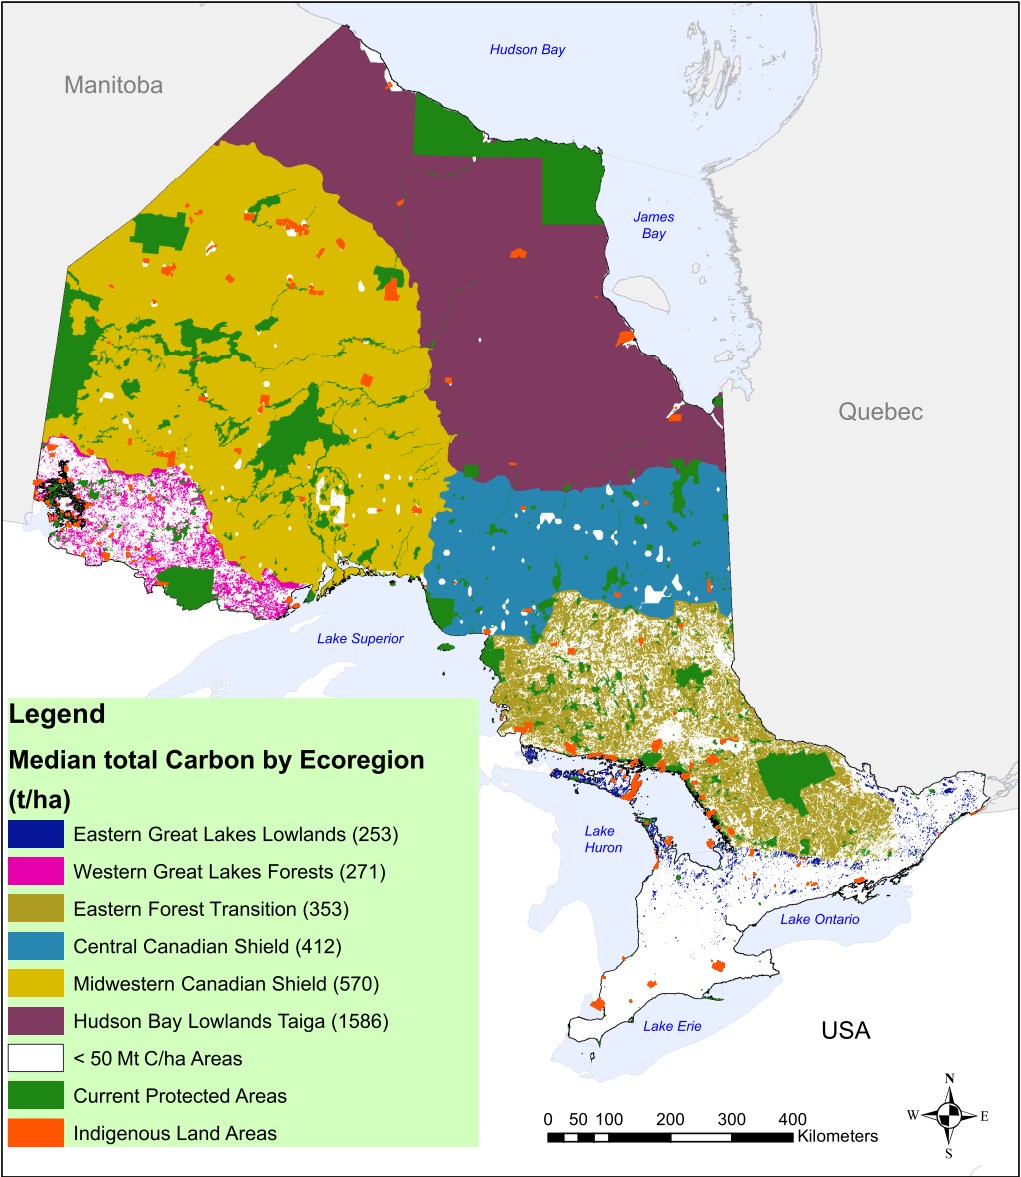 Hudson Bay
Manitoba
James
Bay
Quebec
Lake Superior
Legend
Median total Carbon by Ecoregion
(t/ha)
Eastern Great Lakes Lowlands (253)
Western Great Lakes Forests (271)
Eastern Forest Transition (353)
Central Canadian Shield (412)
Midwestern Canadian Shield (570)
Hudson Bay Lowlands Taiga (1586)
< 50 Mt C/ha Areas
Current Protected Areas
Indigenous Land Areas
Lake
Huron
Lake Ontario
Lake Erie
USA
N
W E
S
0 50 100 200 300 400
Kilometers